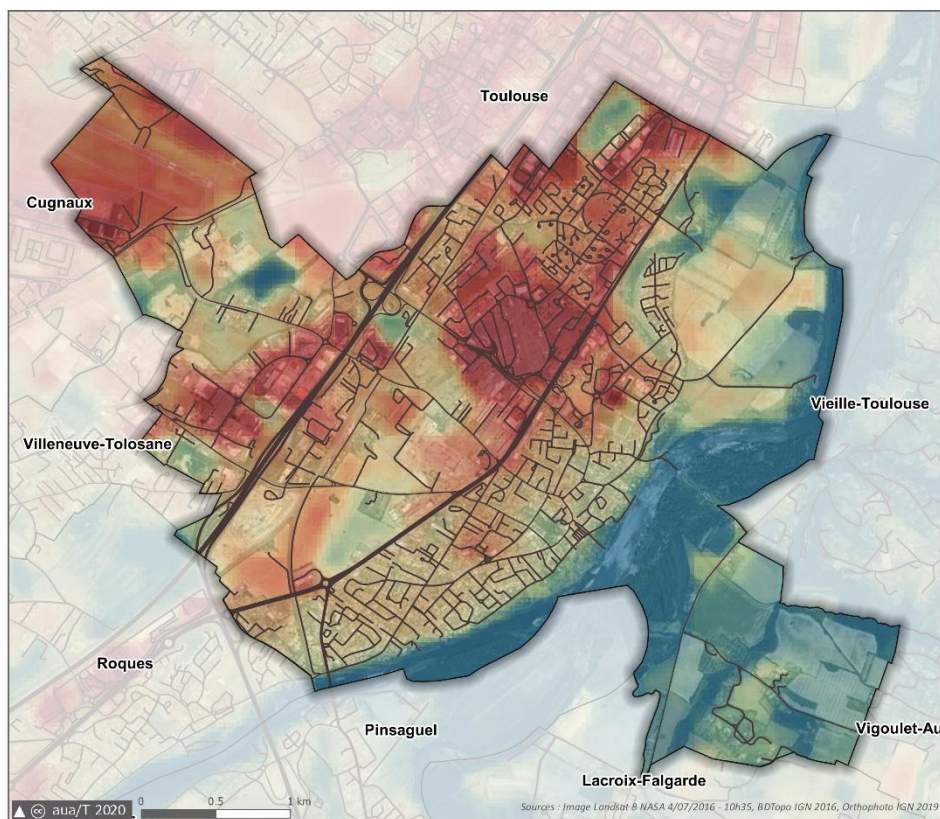 Toulouse
Cugnaux
Vieille-Toulouse
Villeneuve-Tolosane
Roques
Pinsaguel
Vigoulet-Au
Lacroix-Falgarde
aua/T 2020
0 0.5 1 km
Sources : Image Landsat 8 NASA 4/07/2016 - 10h35, BDTopo IGN 2016, Orthophoto IGN 2019